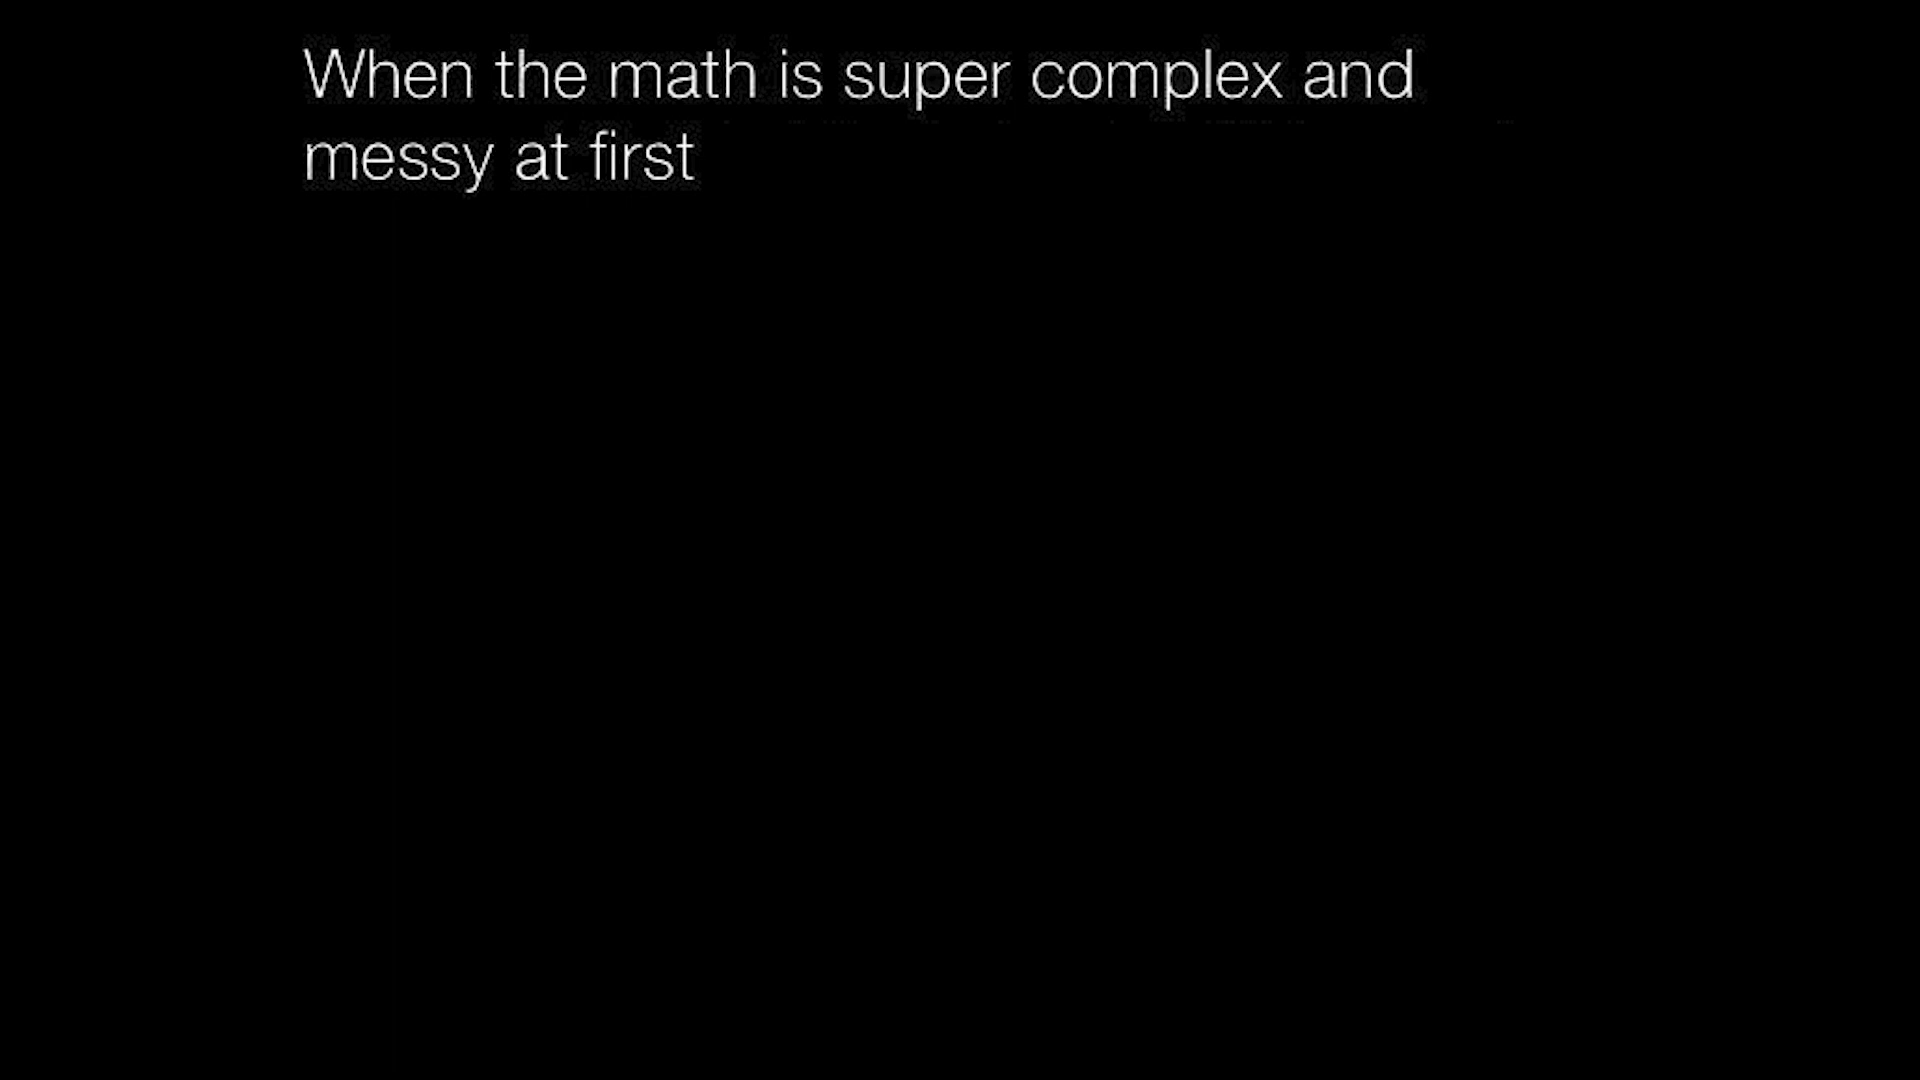 When the math is super complex and
messy at first